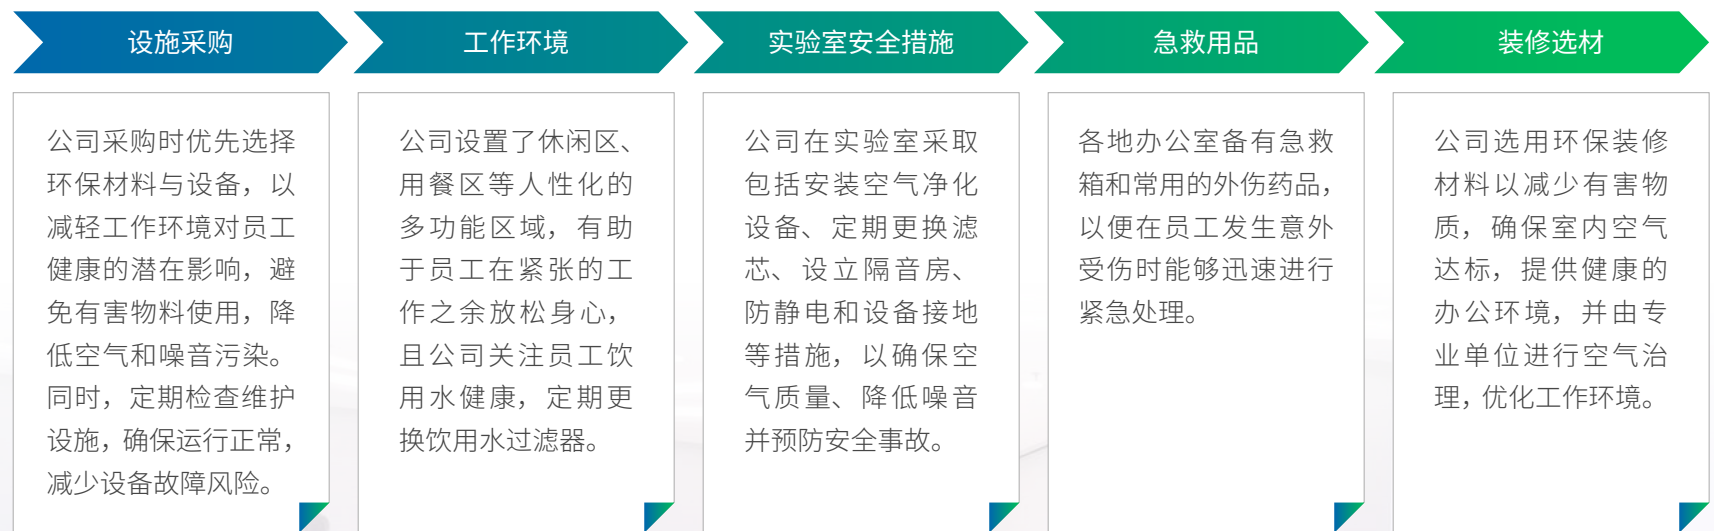 设施采购
公司采购时优先选择
环保材料与设备，以
减轻工作环境对员工
健康的潜在影响，避
免有害物料使用，降
低空气和噪音污染。
同时，定期检查维护
设施，确保运行正常，
减少设备故障风险。
工作环境
公司设置了休闲区、
用餐区等人性化的
多功能区域，有助
于员工在紧张的工
作之余放松身心，
且公司关注员工饮
用水健康，定期更
换饮用水过滤器。
实验室安全措施
公司在实验室采取
包括安装空气净化
设备、定期更换滤
芯、设立隔音房、
防静电和设备接地
等措施，以确保空
气质量、降低噪音
并预防安全事故。
急救用品
各地办公室备有急救
箱和常用的外伤药品，
以便在员工发生意外
受伤时能够迅速进行
紧急处理。
装修选材
公司选用环保装修
材料以减少有害物
质，确保室内空气
达标，提供健康的
办公环境，并由专
业单位进行空气治
理，优化工作环境。